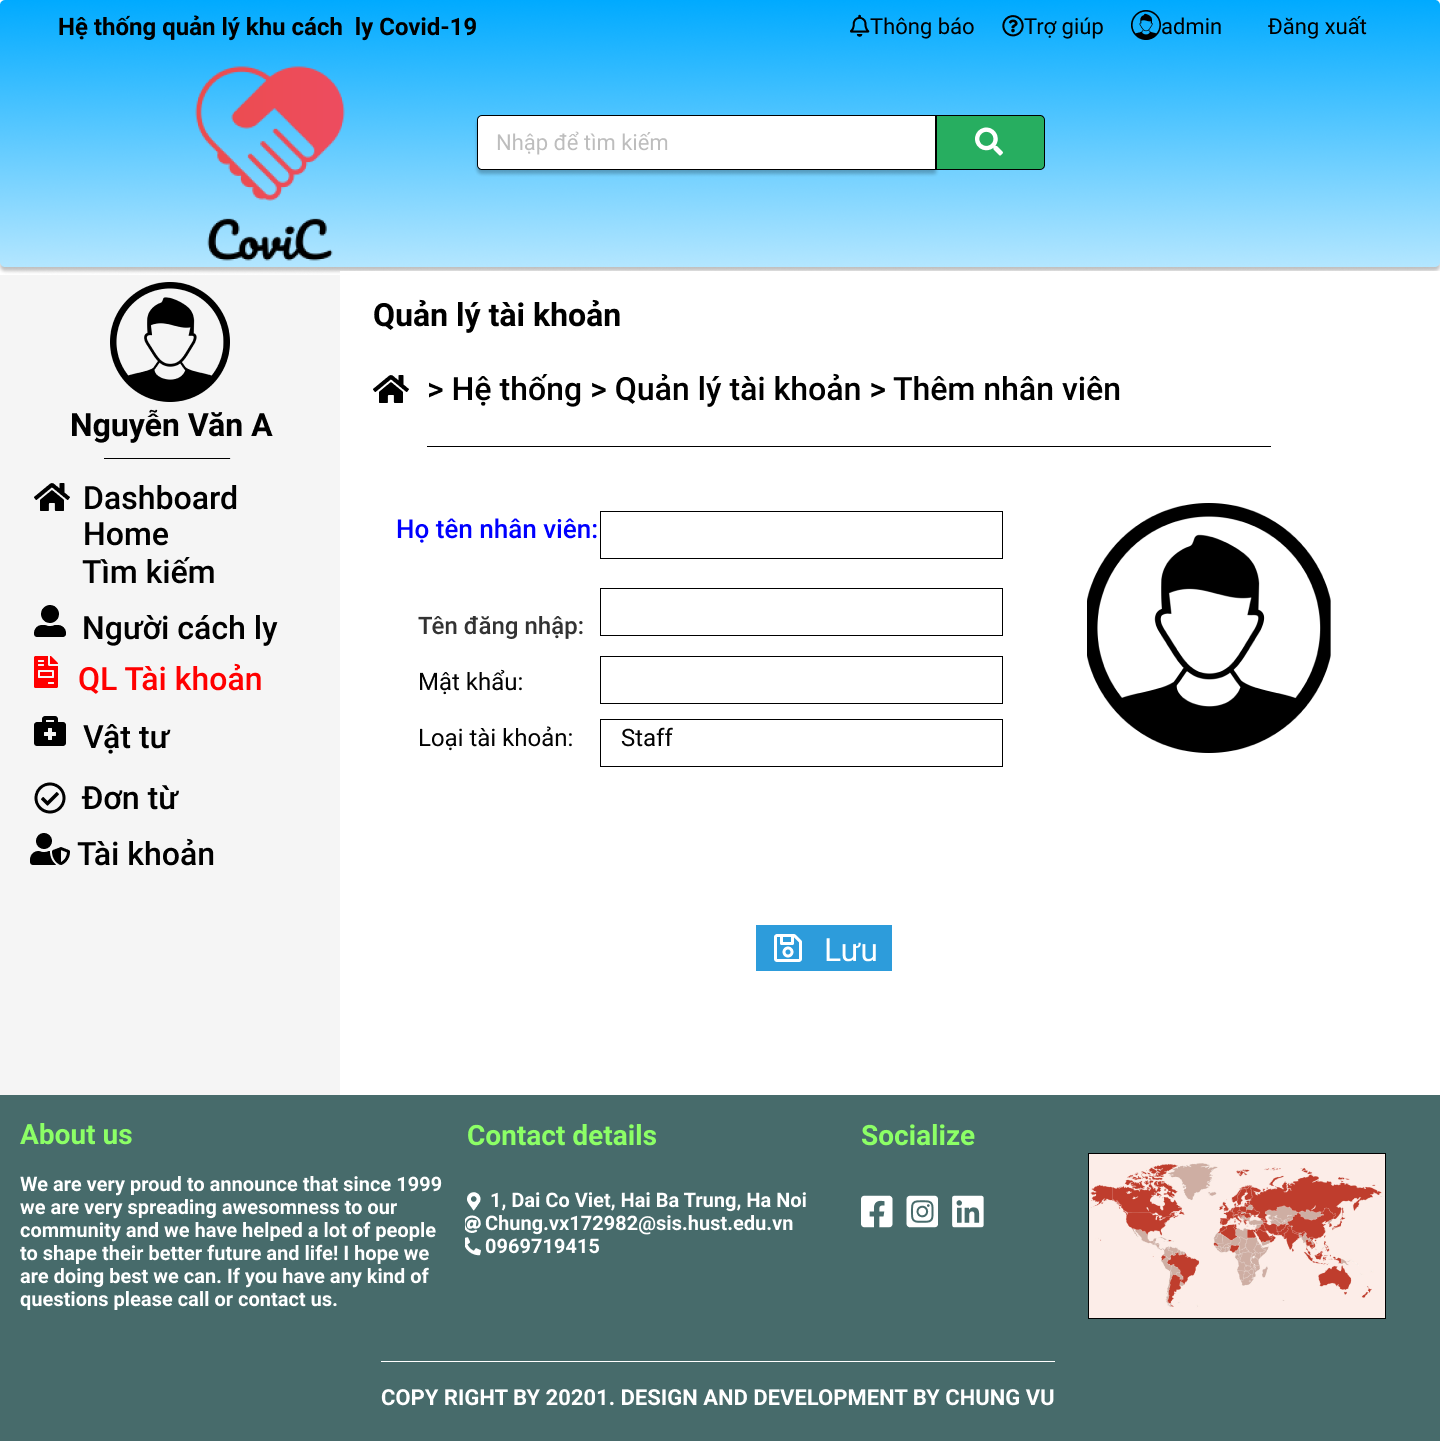 Hệ thống quản lý khu cách  ly Covid-19
Thông báo
Trợ giúp
admin
Đăng xuất
CoviC
Nhập để tìm kiếm
Nguyễn Văn A
Dashboard
Home
Tìm kiếm
Người cách ly
QL Tài khoản
Vật tư
Đơn từ
Tài khoản
Quản lý tài khoản
> Hệ thống > Quản lý tài khoản > Thêm nhân viên
Họ tên nhân viên:
Tên đăng nhập:
Mật khẩu:
Loại tài khoản:
Staff
Lưu
About us
We are very proud to announce that since 1999
we are very spreading awesomness to our
community and we have helped a lot of people
to shape their better future and life! I hope we
are doing best we can. If you have any kind of
questions please call or contact us.
Contact details
1, Dai Co Viet, Hai Ba Trung, Ha Noi
Chung.vx172982@sis.hust.edu.vn
0969719415
Socialize
COPY RIGHT BY 20201. DESIGN AND DEVELOPMENT BY CHUNG VU